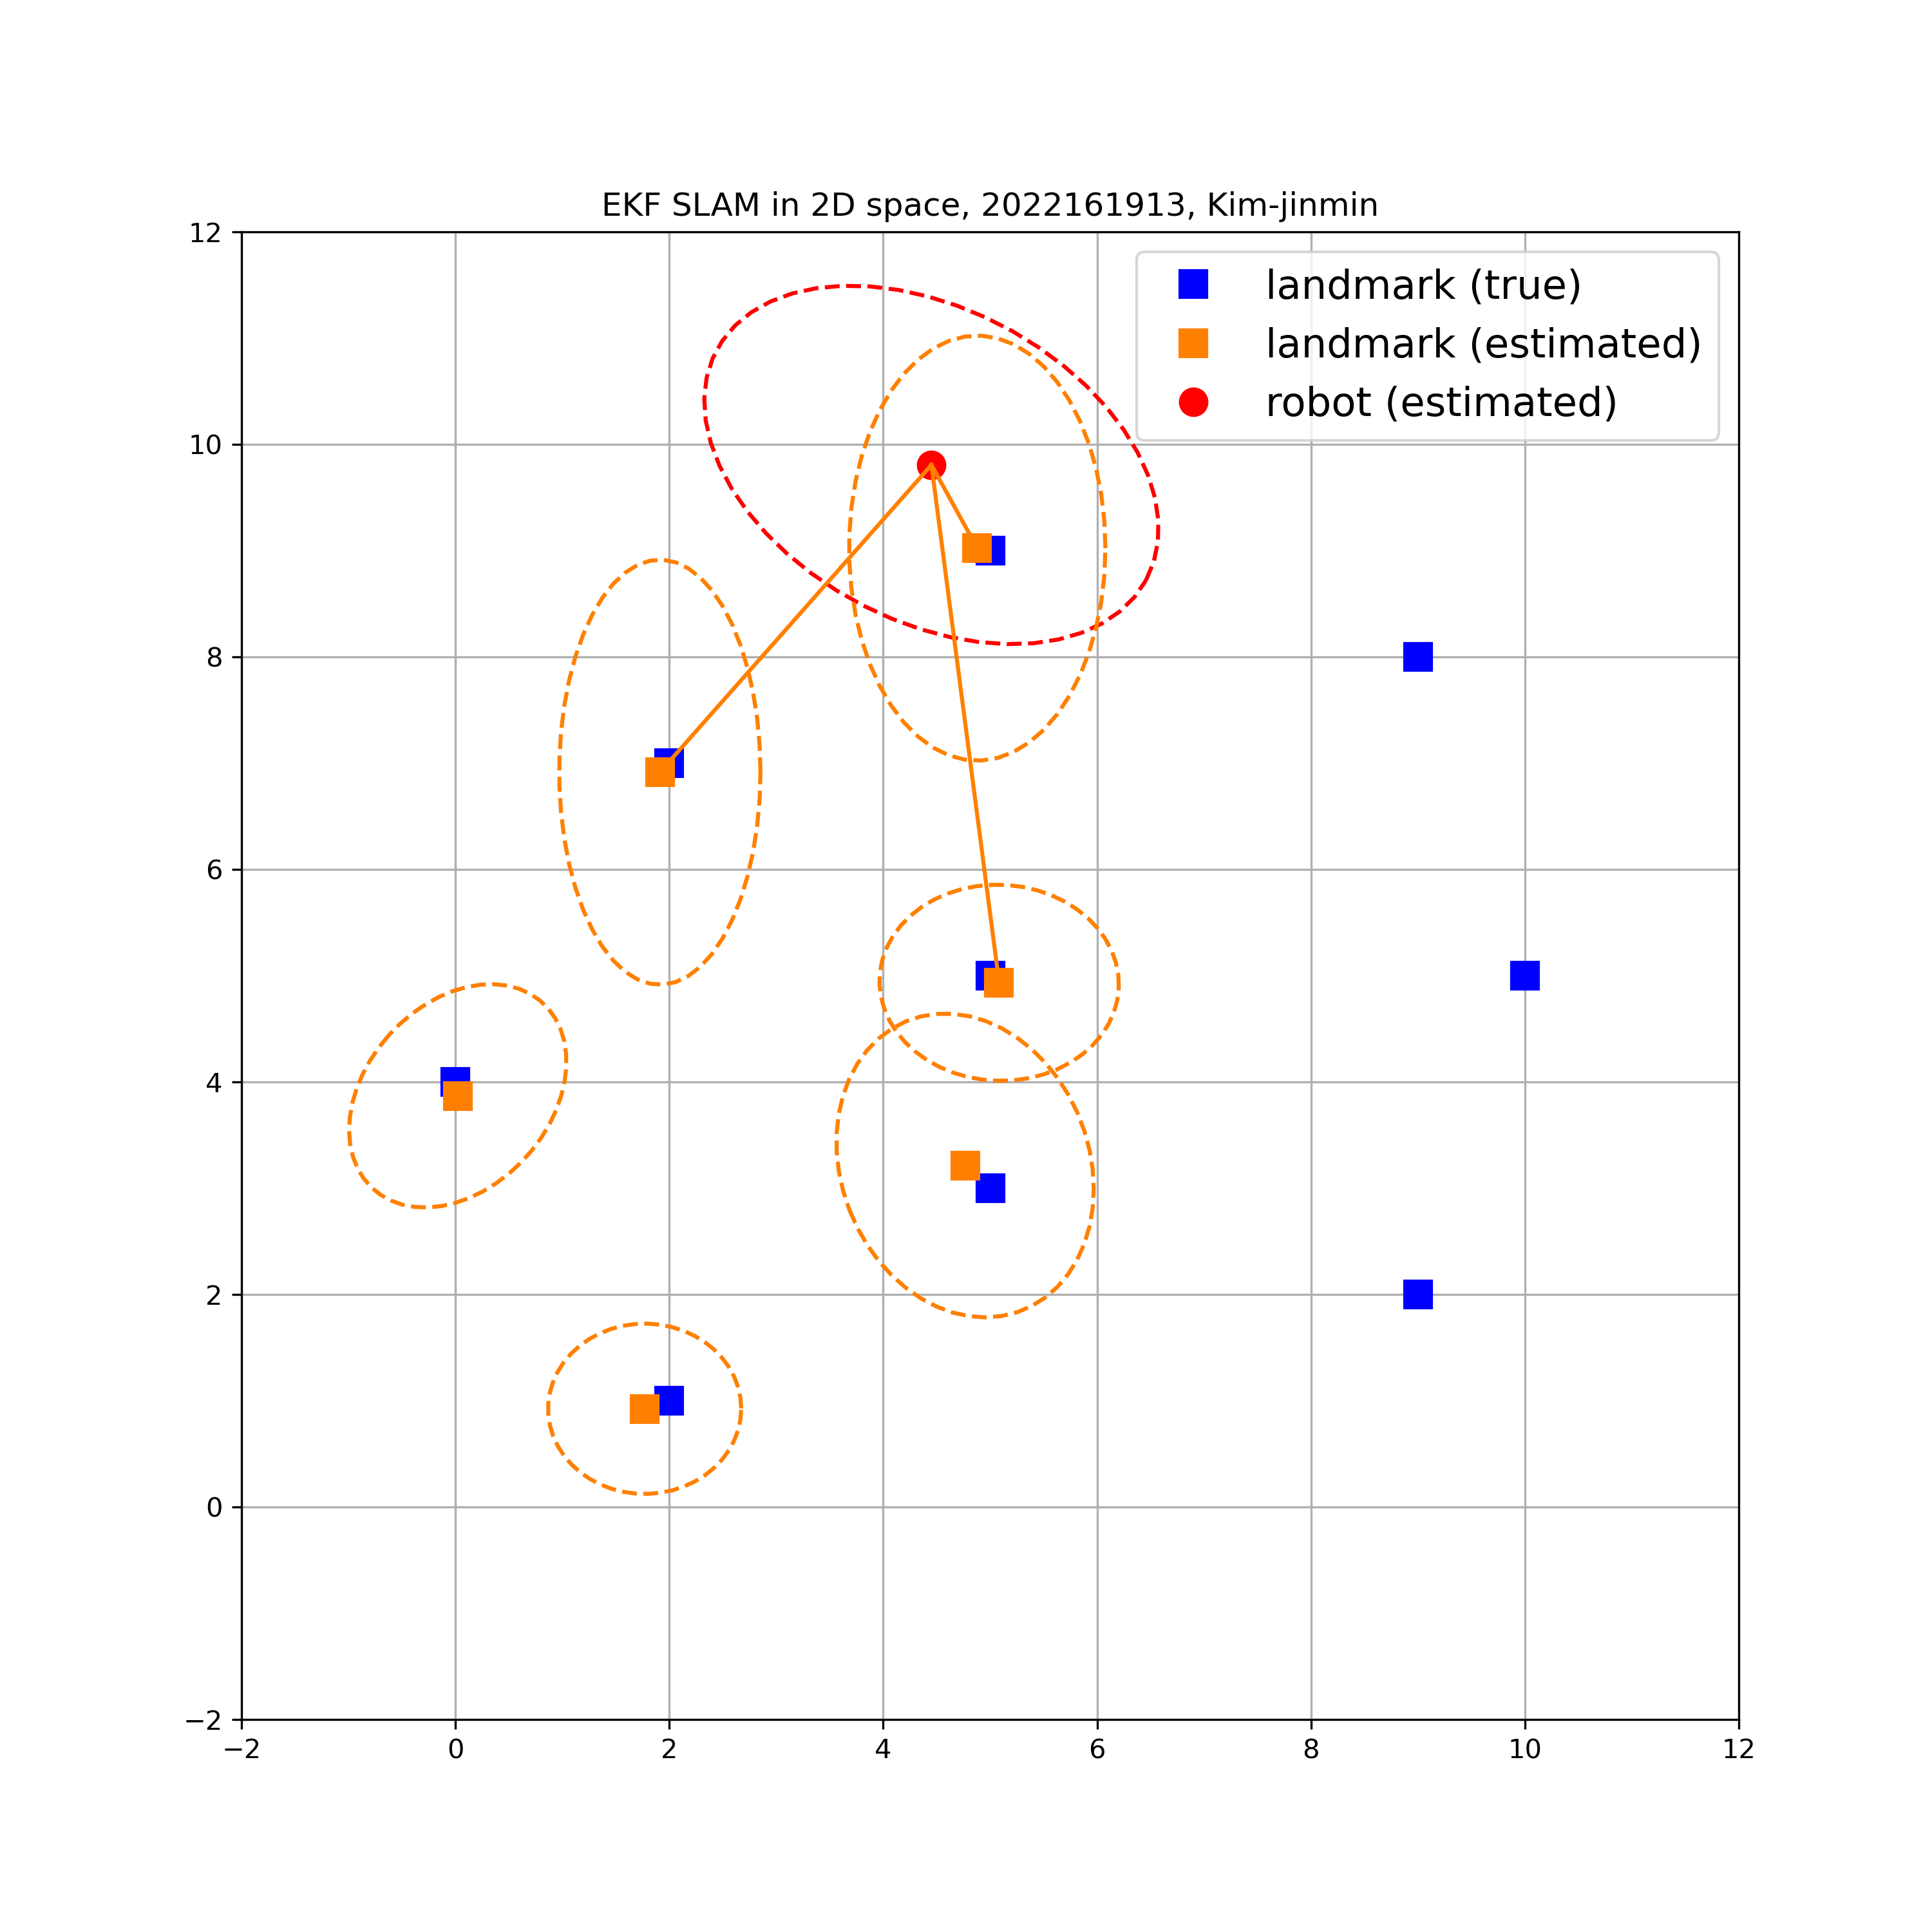 EKF SLAM in 2D space, 2022161913, Kim-jinmin
12
landmark (true)
landmark (estimated)
robot (estimated)
10
8
6
4
2
0
−2
−2 0 2 4 6 8 10 12